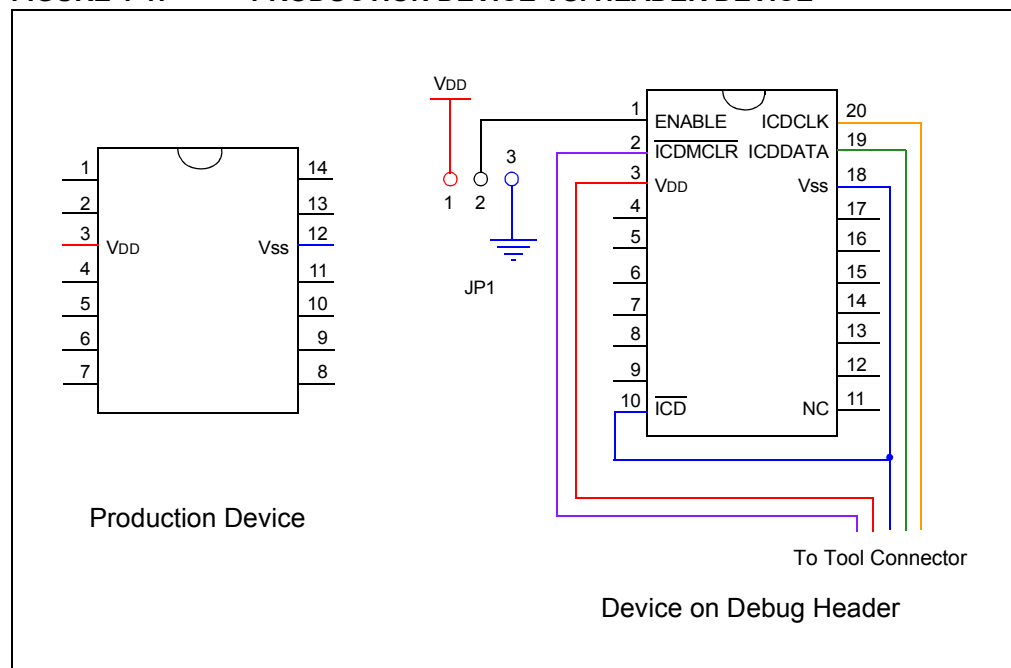 VDD
1
2
3
4
5
6
7
VDD
14
13
12
11
10
9
8
Vss
Production Device
1
2
3
JP1
1
2
3
4
5
6
7
8
9
10
ENABLE
ICDMCLR
VDD
ICD
ICDCLK
ICDDATA
Vss
NC
20
19
18
17
16
15
14
13
12
11
To Tool Connector
Device on Debug Header